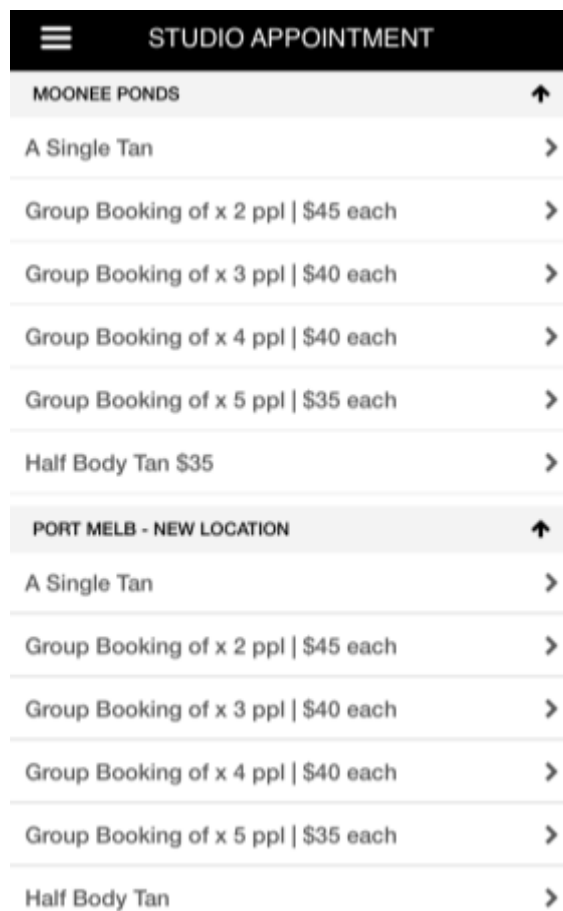 STUDIO APPOINTMENT
MOONEE PONDS
A Single Tan
Group Booking of x 2 ppl | $45 each
Group Booking of x 3 ppl | $40 each
Group Booking of x 4 ppl | $40 each
Group Booking of x 5 ppl | $35 each
Half Body Tan $35
PORT MELB - NEW LOCATION
A Single Tan
Group Booking of x 2 ppl | $45 each
Group Booking of x 3 ppl | $40 each
Group Booking of x 4 ppl | $40 each
Group Booking of x 5 ppl | $35 each
Half Body Tan